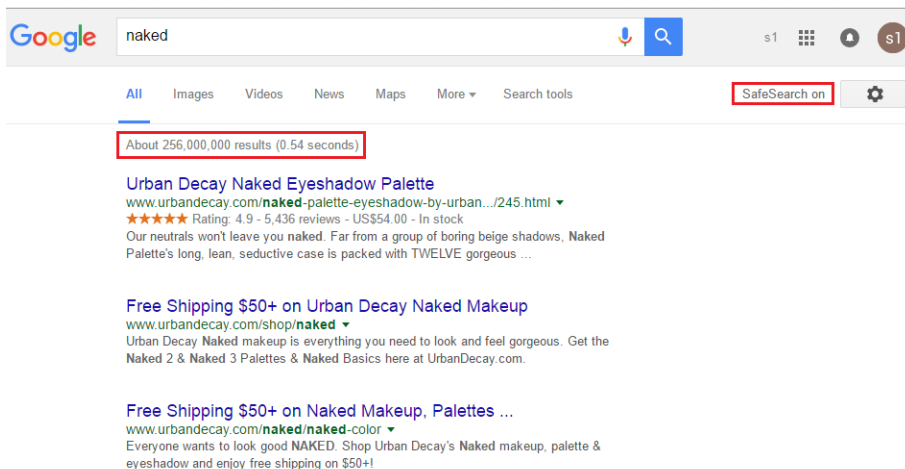 Google naked s1 s1
All Images Videos News Maps More Search tools SafeSearch on
About 256,000,000 results (0.54 seconds)
Urban Decay Naked Eyeshadow Palette
www.urbandecay.com/naked-palette-eyeshadow-by-urban.../245.html
Rating: 4.9 - 5,436 reviews - US$54.00 - In stock
Our neutrals won't leave you naked. Far from a group of boring beige shadows, Naked
Palette's long, lean, seductive case is packed with TWELVE gorgeous ...
Free Shipping $50+ on Urban Decay Naked Makeup
www.urbandecay.com/shop/naked
Urban Decay Naked makeup is everything you need to look and feel gorgeous. Get the
Naked 2 & Naked 3 Palettes & Naked Basics here at UrbanDecay.com.
Free Shipping $50+ on Naked Makeup, Palettes ...
www.urbandecay.com/naked/naked-color
Everyone wants to look good NAKED. Shop Urban Decay's Naked makeup, palette &
eyeshadow and enjoy free shipping on $50+!